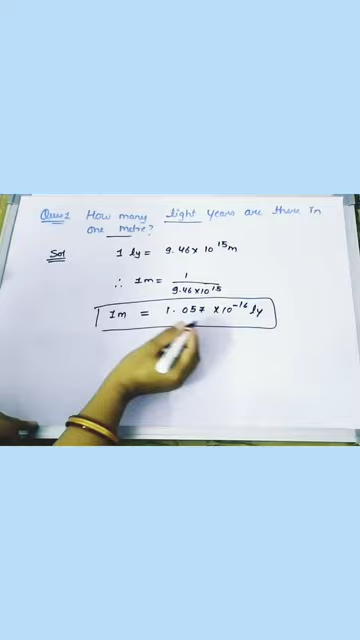 Ques1 How many light years are there in
one metre?
Sol 1 ly = 9.46 x 10^15 m
∴ 1m = 1 / 9.46 x 10^15
1m = 1.057 x 10^-16 ly